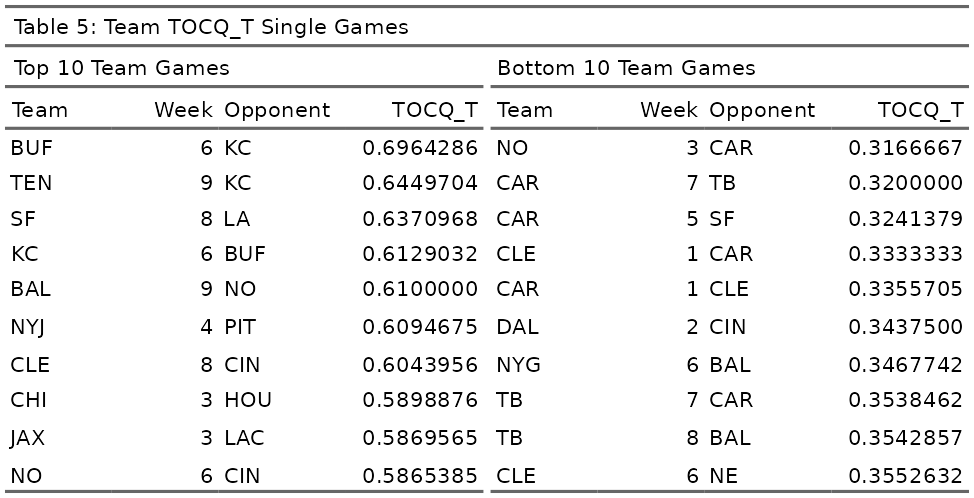 Table 5: Team TOCQ_T Single Games
Top 10 Team Games Bottom 10 Team Games
Team Week Opponent TOCQ_T Team Week Opponent TOCQ_T
BUF 6 KC 0.6964286 NO 3 CAR 0.3166667
TEN 9 KC 0.6449704 CAR 7 TB 0.3200000
SF 8 LA 0.6370968 CAR 5 SF 0.3241379
KC 6 BUF 0.6129032 CLE 1 CAR 0.3333333
BAL 9 NO 0.6100000 CAR 1 CLE 0.3355705
NYJ 4 PIT 0.6094675 DAL 2 CIN 0.3437500
CLE 8 CIN 0.6043956 NYG 6 BAL 0.3467742
CHI 3 HOU 0.5898876 TB 7 CAR 0.3538462
JAX 3 LAC 0.5869565 TB 8 BAL 0.3542857
NO 6 CIN 0.5865385 CLE 6 NE 0.3552632